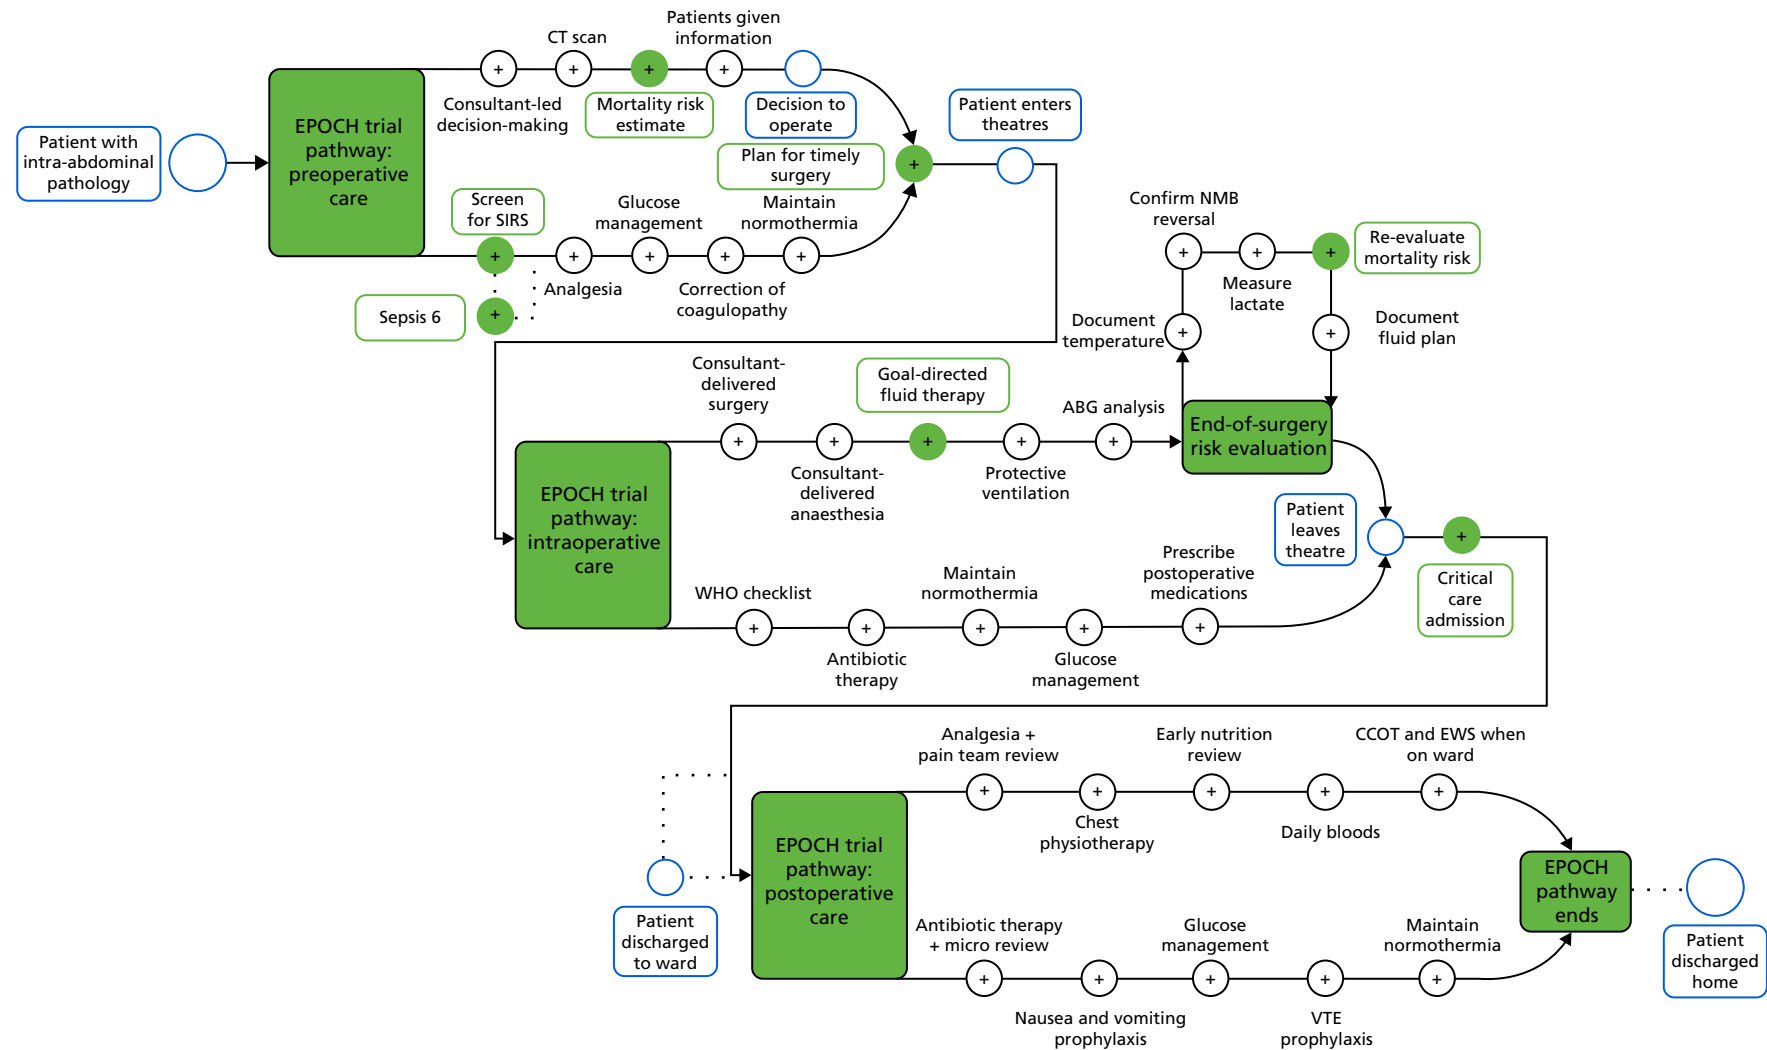 Patients given
information
CT scan
Consultant-led
decision-making
Mortality risk
estimate
Decision to
operate
Patient enters
theatres
EPOCH trial
pathway:
preoperative
care
Patient with
intra-abdominal
pathology
Plan for timely
surgery
Screen
for SIRS
Glucose
management
Maintain
normothermia
Analgesia
Correction of
coagulopathy
Sepsis 6
Confirm NMB
reversal
Re-evaluate
mortality risk
Measure
lactate
Document
temperature
Document
fluid plan
Consultant-
delivered
surgery
Goal-directed
fluid therapy
ABG analysis
End-of-surgery
risk evaluation
Consultant-
delivered
anaesthesia
Protective
ventilation
EPOCH trial
pathway:
intraoperative
care
Patient
leaves
theatre
WHO checklist
Maintain
normothermia
Prescribe
postoperative
medications
Critical
care
admission
Antibiotic
therapy
Glucose
management
Analgesia +
pain team review
Early nutrition
review
CCOT and EWS when
on ward
Chest
physiotherapy
Daily bloods
EPOCH trial
pathway:
postoperative
care
EPOCH
pathway
ends
Patient
discharged
to ward
Antibiotic therapy
+ micro review
Glucose
management
Maintain
normothermia
Patient
discharged
home
Nausea and vomiting
prophylaxis
VTE
prophylaxis